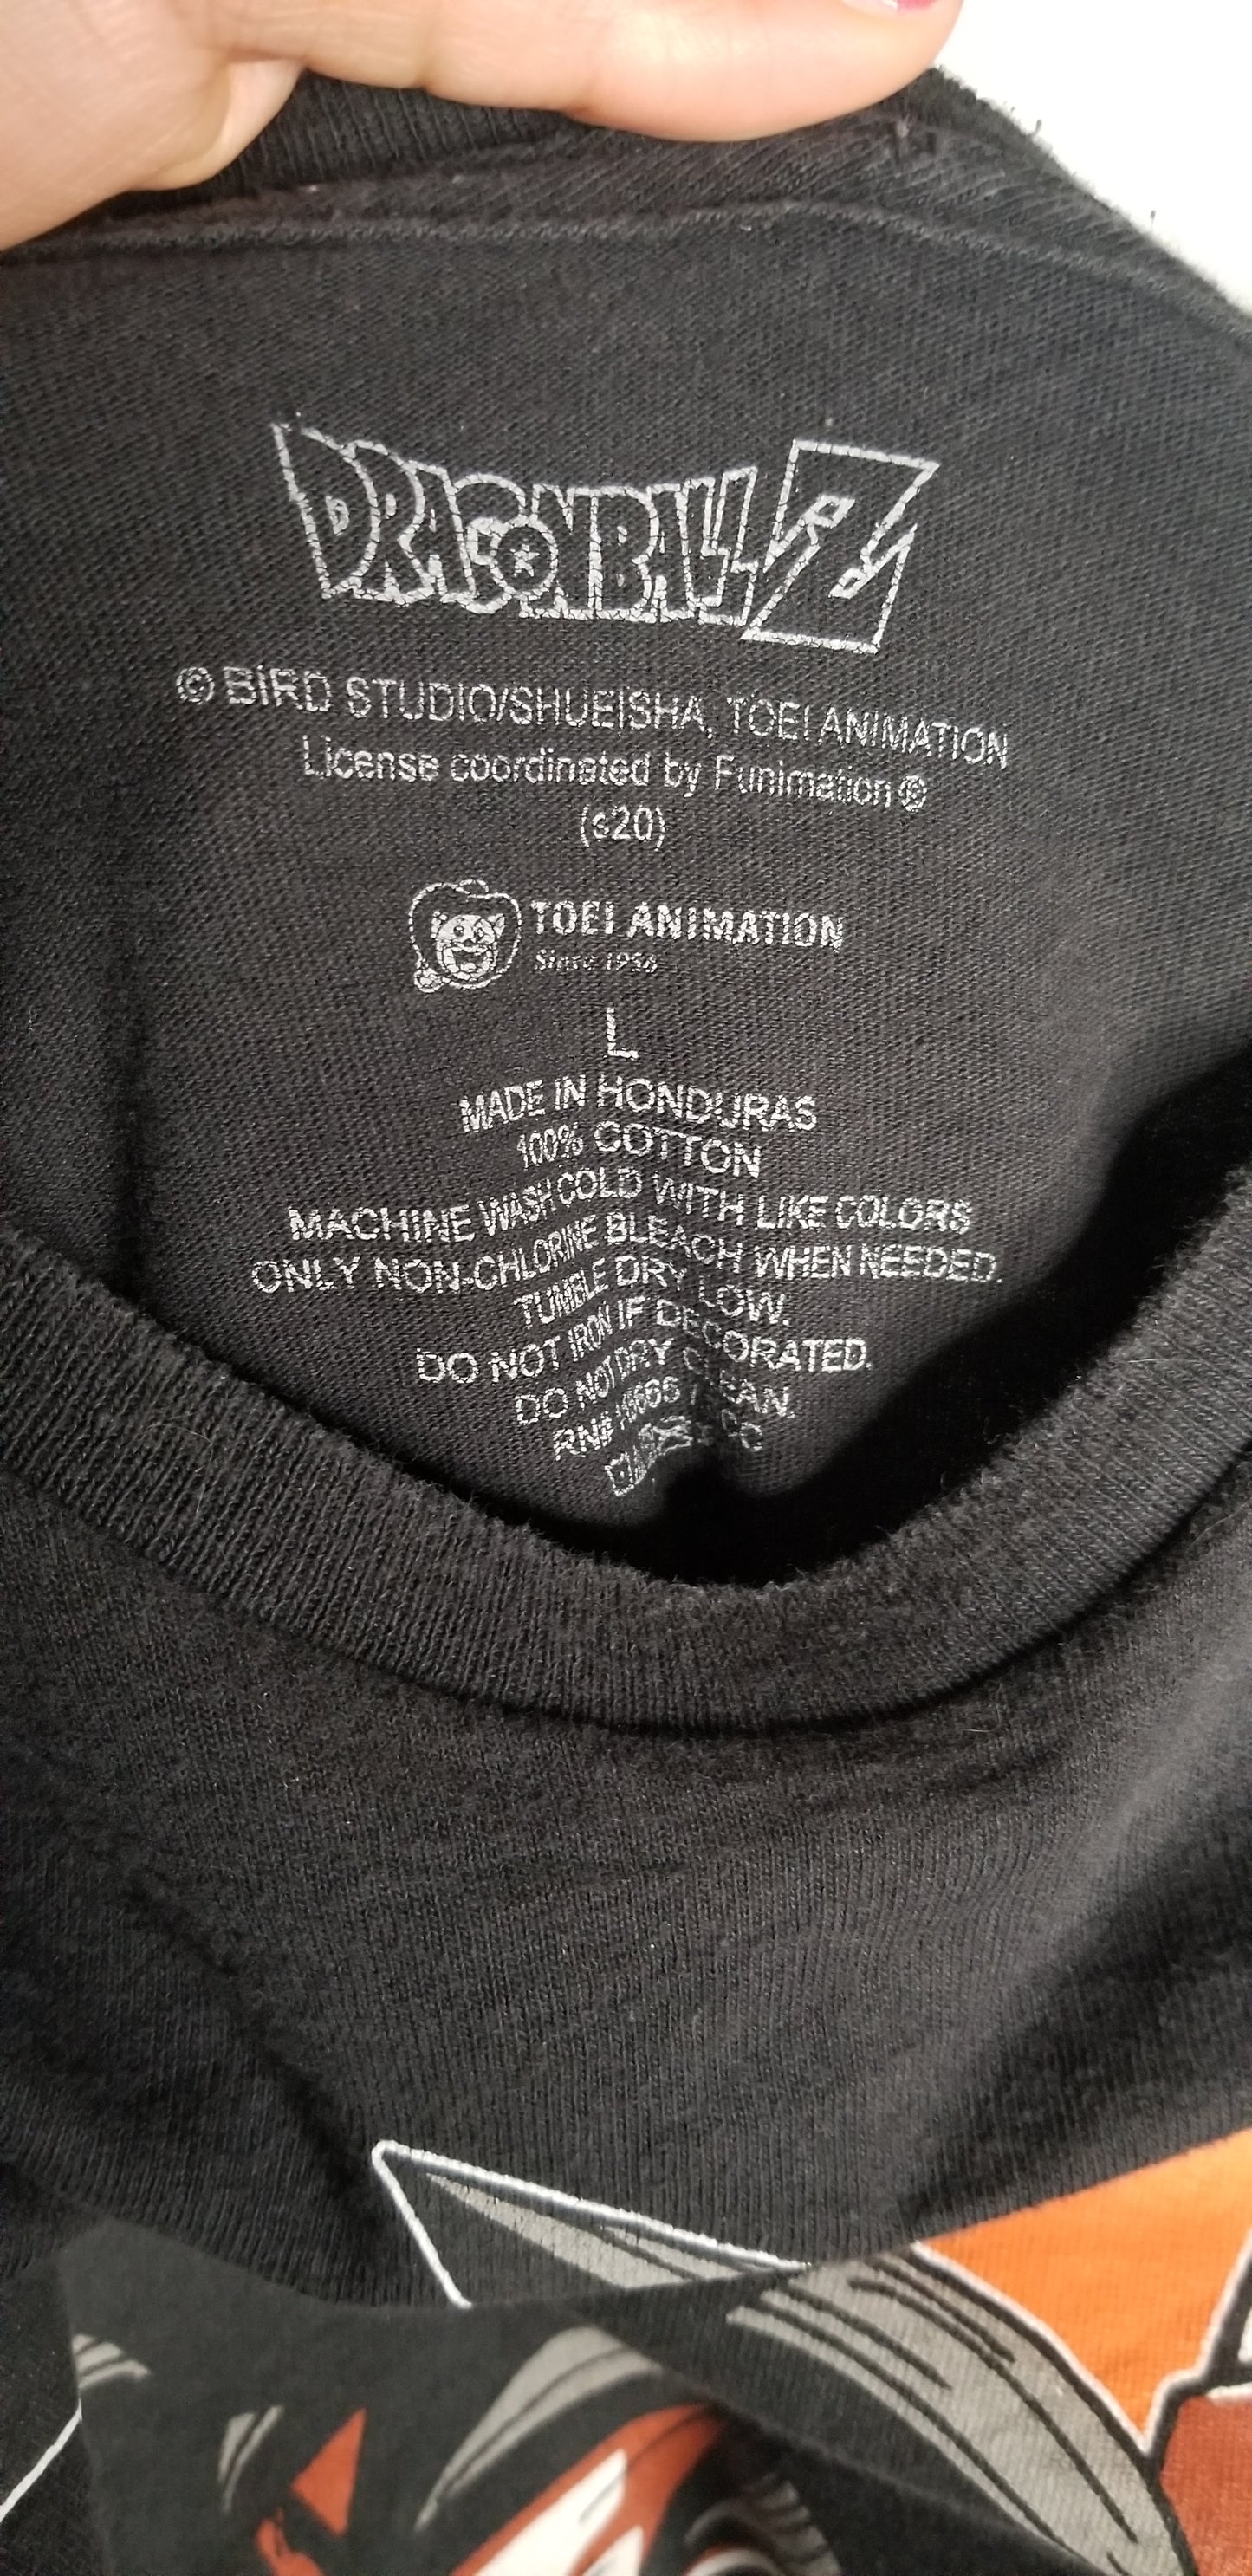 DRAGONBALL Z
© BIRD STUDIO/SHUEISHA, TOEI ANIMATION
License coordinated by Funimation ®
(s20)
TOEI ANIMATION
Since 1956
L
MADE IN HONDURAS
100% COTTON
MACHINE WASH COLD WITH LIKE COLORS
ONLY NON-CHLORINE BLEACH WHEN NEEDED.
TUMBLE DRY LOW.
DO NOT IRON IF DECORATED.
DO NOT DRY CLEAN.
RN#